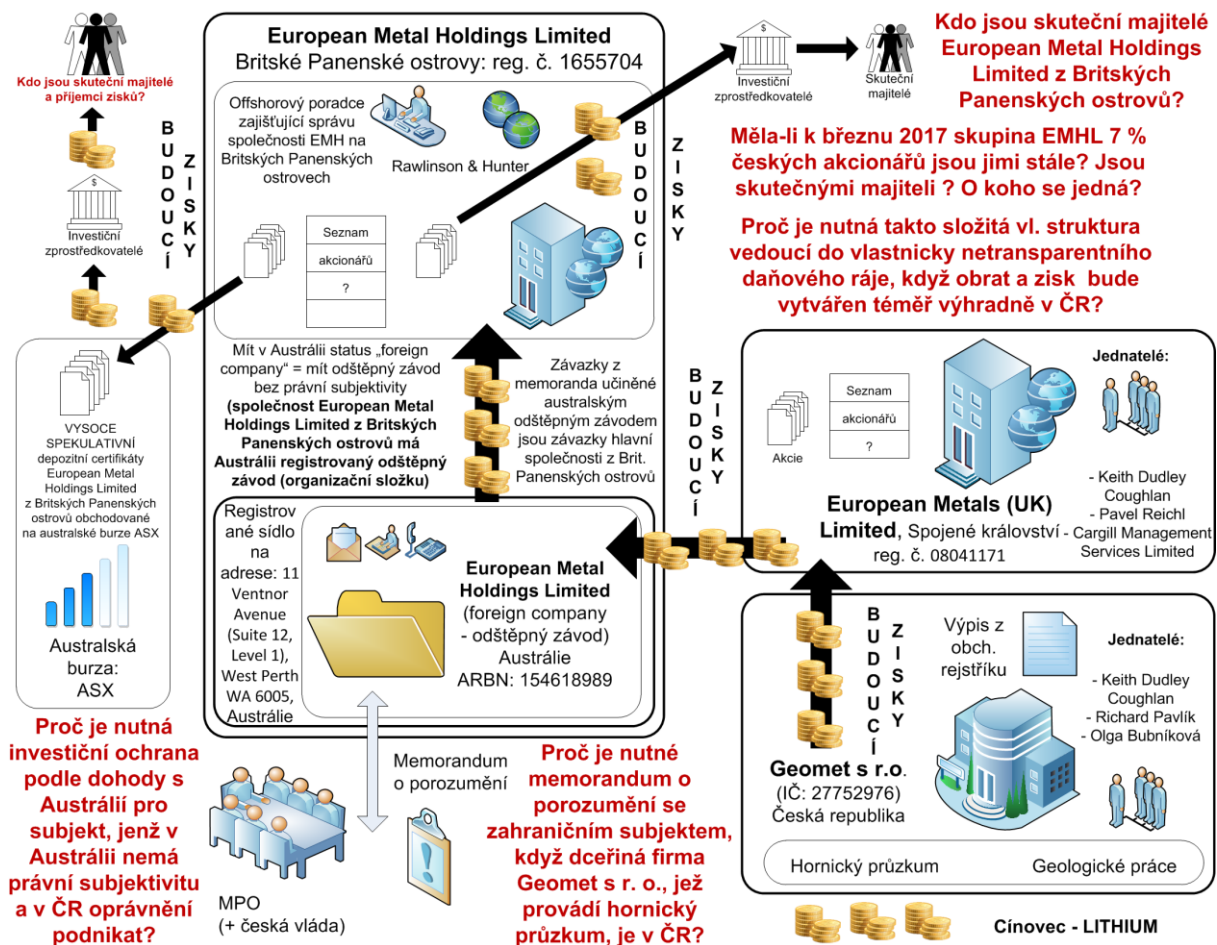 Kdo jsou skuteční majitelé
a příjemci zisků?
Investiční
zprostředkovatelé
BUDOUCÍ
ZISKY
VYSOCE
SPEKULATIVNÍ
depozitní certifikáty
European Metal
Holdings Limited
z Britských Panenských
ostrovů obchodované
na australské burze ASX
Australská
burza:
ASX
European Metal Holdings Limited
Britské Panenské ostrovy: reg. č. 1655704
Offshorový poradce
zajišťující správu
společnosti EMH na
Britských Panenských
ostrovech
Rawlinson & Hunter
BUDOUCÍ
ZISKY
Seznam
akcionářů
?
Mít v Austrálii status „foreign
company“ = mít odštěpný závod
bez právní subjektivity
(společnost European Metal
Holdings Limited z Britských
Panenských ostrovů má
Austrálii registrovaný odštěpný
závod (organizační složku)
Závazky z
memoranda učiněné
australským
odštěpným závodem
jsou závazky hlavní
společnosti z Brit.
Panenských ostrovů
Registrov
ané sídlo
na
adrese: 11
Ventnor
Avenue
(Suite 12,
Level 1),
West Perth
WA 6005,
Austrálie
European Metal
Holdings Limited
(foreign company
- odštěpný závod)
Austrálie
ARBN: 154618989
Investiční
zprostředkovatelé
Skuteční
majitelé
Kdo jsou skuteční majitelé
European Metal Holdings
Limited z Britských
Panenských ostrovů?
Měla-li k březnu 2017 skupina EMHL 7 %
českých akcionářů jsou jimi stále? Jsou
skutečnými majiteli ? O koho se jedná?
Proč je nutná takto složitá vl. struktura
vedoucí do vlastnicky netransparentního
daňového ráje, když obrat a zisk bude
vytvářen téměř výhradně v ČR?
BUDOUCÍ
ZISKY
Akcie
Seznam
akcionářů
?
Jednatelé:
- Keith Dudley
Coughlan
- Pavel Reichl
- Cargill Management
Services Limited
European Metals (UK)
Limited, Spojené království
reg. č. 08041171
BUDOUCÍ
ZISKY
Výpis z
obch.
rejstříku
Jednatelé:
- Keith Dudley
Coughlan
- Richard Pavlík
- Olga Bubníková
Geomet s r.o.
(IČ: 27752976)
Česká republika
Hornický průzkum
Geologické práce
Cínovec - LITHIUM
Proč je nutná
investiční ochrana
podle dohody s
Austrálií pro
subjekt, jenž v
Austrálii nemá
právní subjektivitu
a v ČR oprávnění
podnikat?
Memorandum
o porozumění
MPO
(+ česká vláda)
Proč je nutné
memorandum o
porozumění se
zahraničním subjektem,
když dceřiná firma
Geomet s r. o., jež
provádí hornický
průzkum, je v ČR?